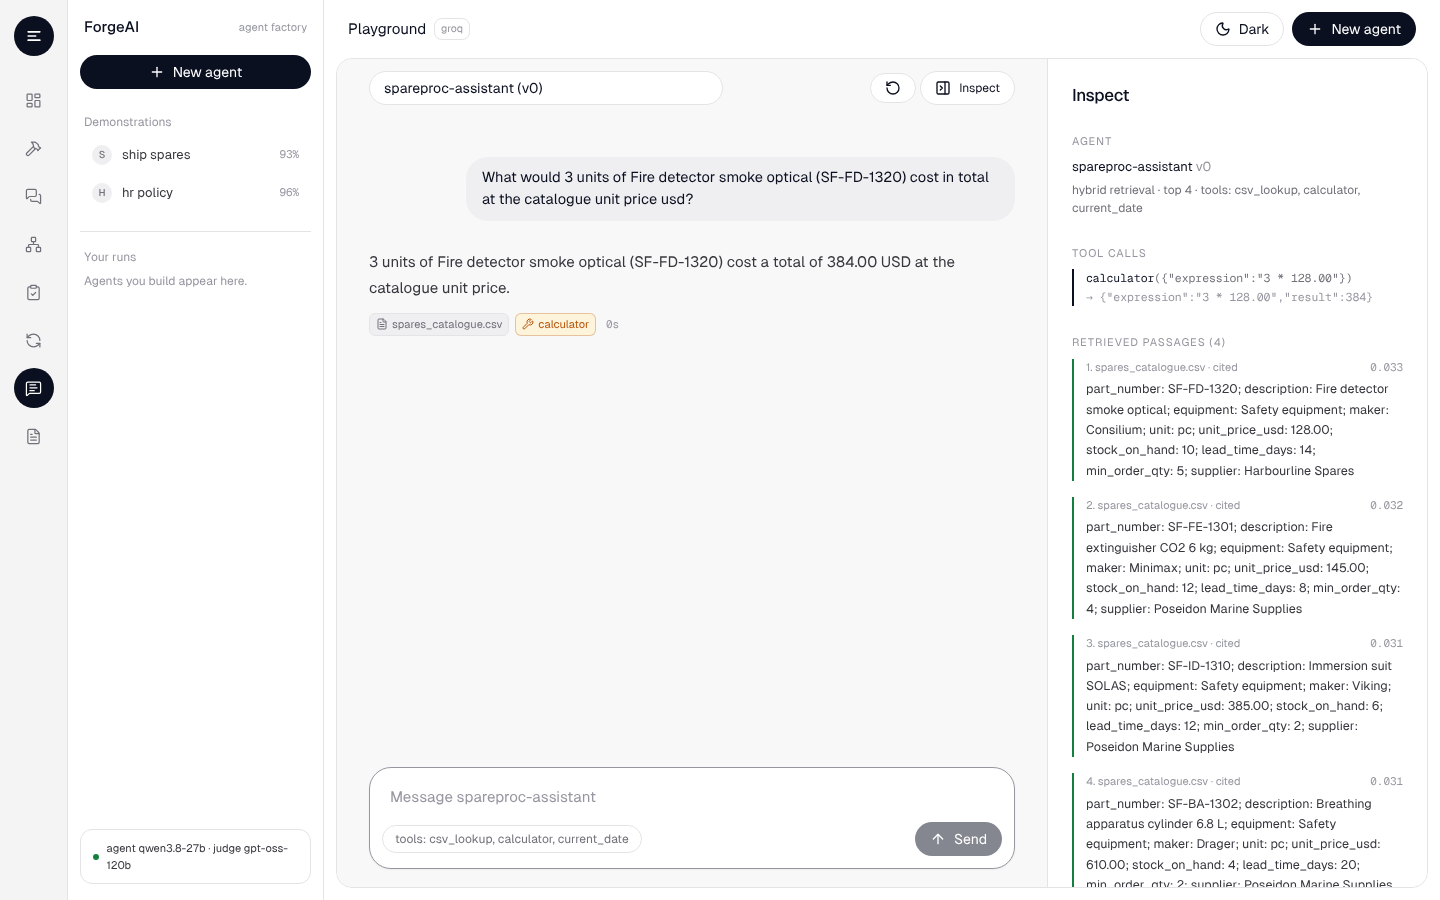 ForgeAI
agent factory
New agent
Demonstrations
S
ship spares
93%
H
hr policy
96%
Your runs
Agents you build appear here.
agent qwen3.8-27b · judge gpt-oss-
120b
Playground
groq
Dark
New agent
spareproc-assistant (v0)
Inspect
What would 3 units of Fire detector smoke optical (SF-FD-1320) cost in total
at the catalogue unit price usd?
3 units of Fire detector smoke optical (SF-FD-1320) cost a total of 384.00 USD at the
catalogue unit price.
spares_catalogue.csv
calculator
0s
Message spareproc-assistant
tools: csv_lookup, calculator, current_date
Send
Inspect
AGENT
spareproc-assistant v0
hybrid retrieval · top 4 · tools: csv_lookup, calculator,
current_date
TOOL CALLS
calculator({"expression":"3 * 128.00"})
→ {"expression":"3 * 128.00","result":384}
RETRIEVED PASSAGES (4)
1. spares_catalogue.csv · cited
0.033
part_number: SF-FD-1320; description: Fire detector
smoke optical; equipment: Safety equipment; maker:
Consilium; unit: pc; unit_price_usd: 128.00;
stock_on_hand: 10; lead_time_days: 14;
min_order_qty: 5; supplier: Harbourline Spares
2. spares_catalogue.csv · cited
0.032
part_number: SF-FE-1301; description: Fire
extinguisher CO2 6 kg; equipment: Safety equipment;
maker: Minimax; unit: pc; unit_price_usd: 145.00;
stock_on_hand: 12; lead_time_days: 8; min_order_qty:
4; supplier: Poseidon Marine Supplies
3. spares_catalogue.csv · cited
0.031
part_number: SF-ID-1310; description: Immersion suit
SOLAS; equipment: Safety equipment; maker: Viking;
unit: pc; unit_price_usd: 385.00; stock_on_hand: 6;
lead_time_days: 12; min_order_qty: 2; supplier:
Poseidon Marine Supplies
4. spares_catalogue.csv · cited
0.031
part_number: SF-BA-1302; description: Breathing
apparatus cylinder 6.8 L; equipment: Safety
equipment; maker: Drager; unit: pc; unit_price_usd:
610.00; stock_on_hand: 4; lead_time_days: 20;
min_order_qty: 2; supplier: Poseidon Marine Supplies